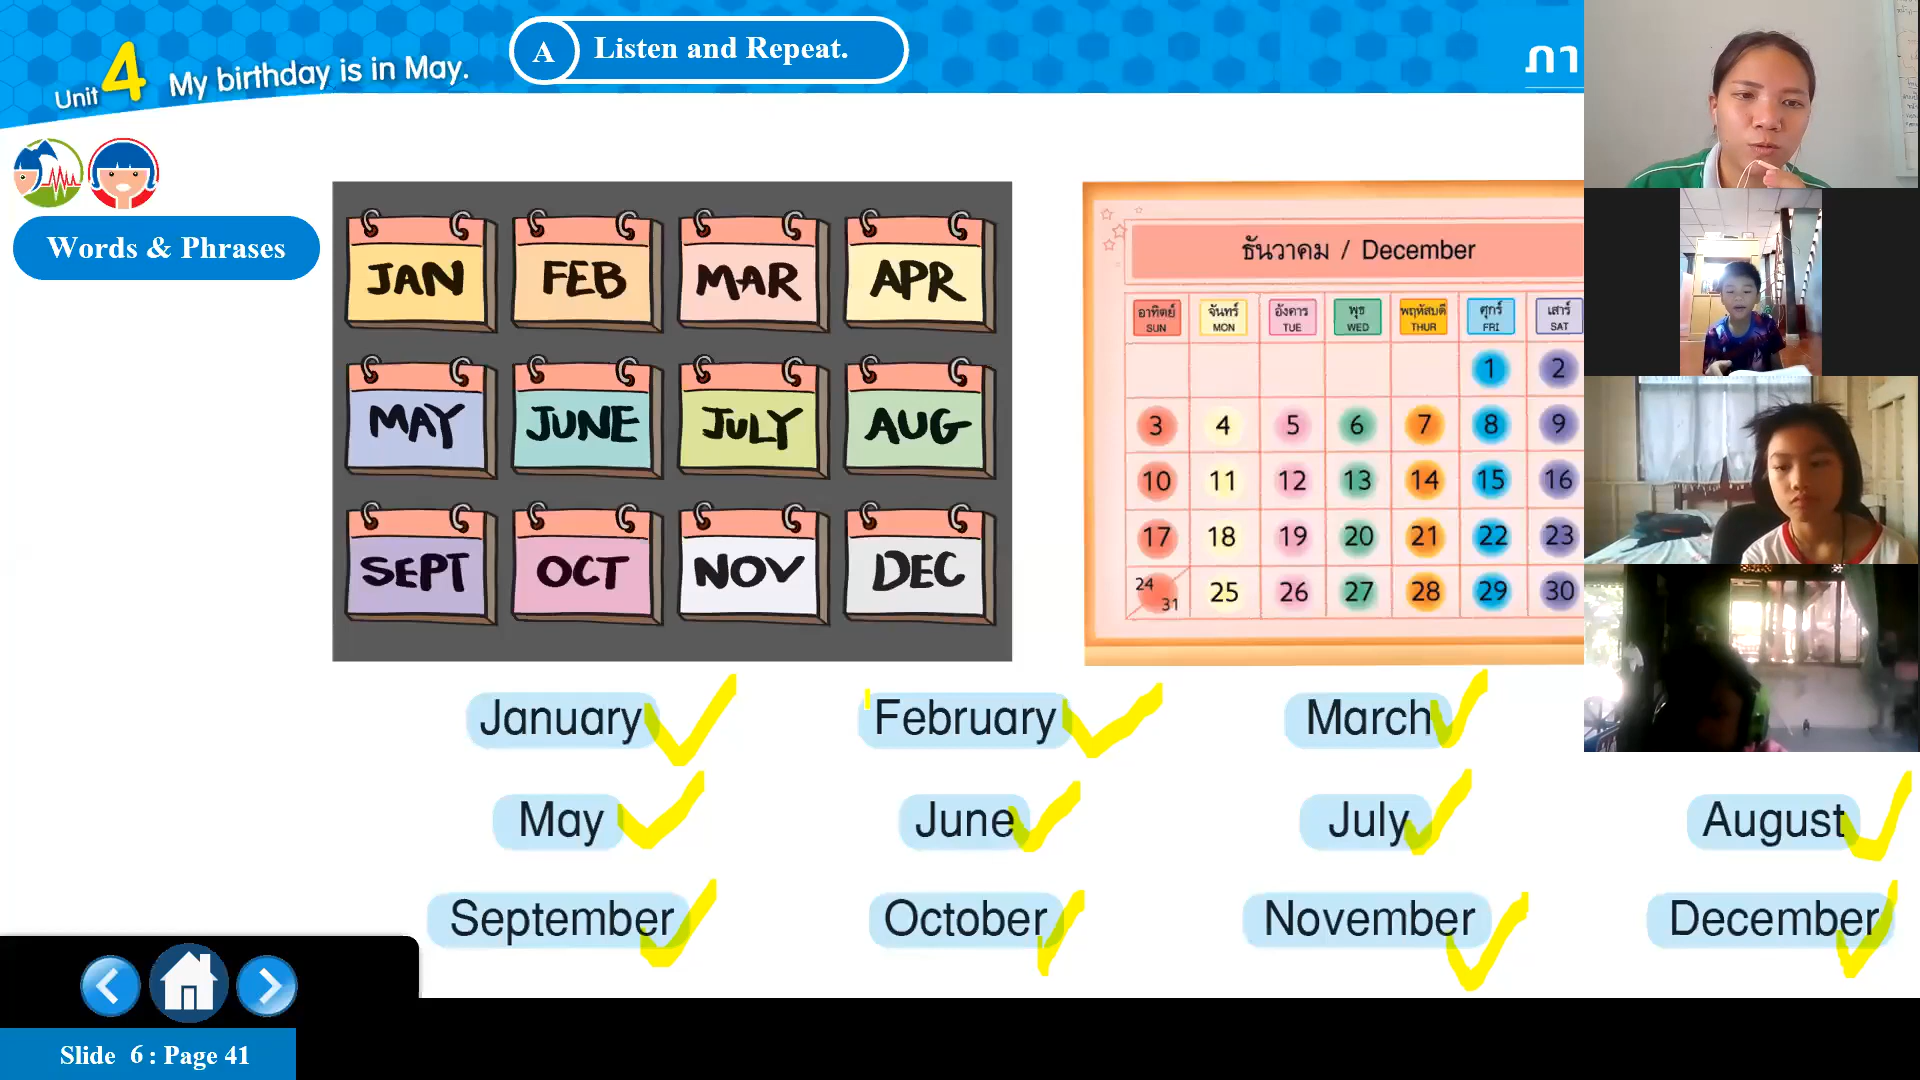 Unit 4 My birthday is in May.
A Listen and Repeat.
ภา
Words & Phrases
JAN FEB MAR APR
MAY JUNE JULY AUG
SEPT OCT NOV DEC
ธันวาคม / December
อาทิตย์ จันทร์ อังคาร พุธ พฤหัสบดี ศุกร์ เสาร์
SUN MON TUE WED THUR FRI SAT
1 2
3 4 5 6 7 8 9
10 11 12 13 14 15 16
17 18 19 20 21 22 23
24 31 25 26 27 28 29 30
January February March
May June July August
September October November December
Slide 6 : Page 41